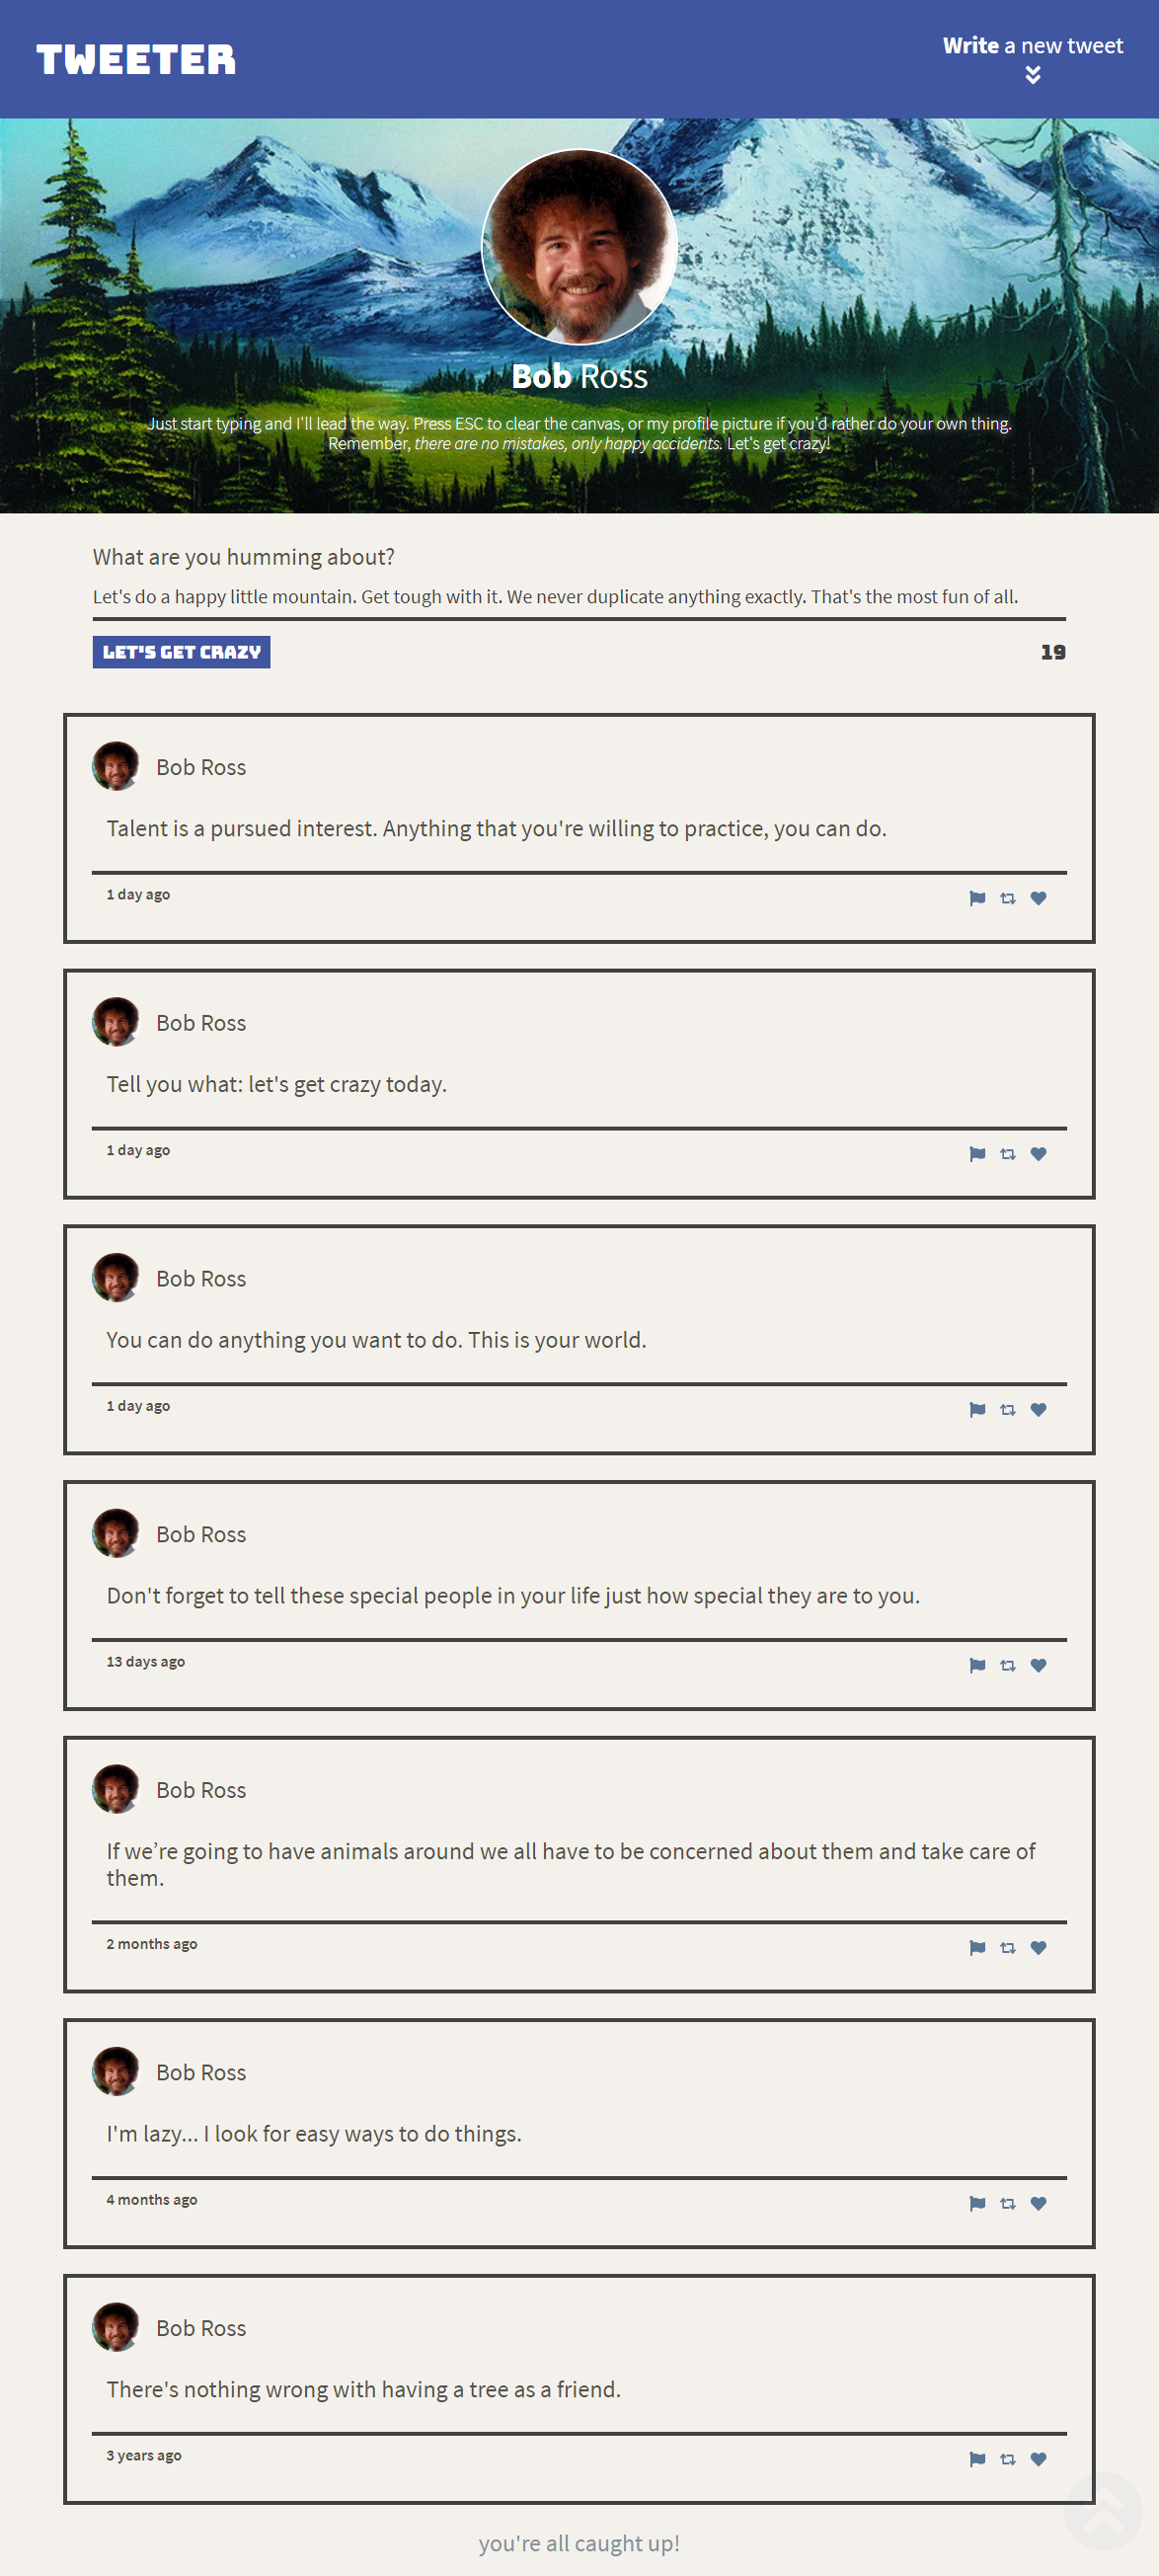 TWEETER
Write a new tweet
Bob Ross
Just start typing and I'll lead the way. Press ESC to clear the canvas, or my profile picture if you'd rather do your own thing.
Remember, there are no mistakes, only happy accidents. Let's get crazy!
What are you humming about?
Let's do a happy little mountain. Get tough with it. We never duplicate anything exactly. That's the most fun of all.
LET'S GET CRAZY
19
Bob Ross
Talent is a pursued interest. Anything that you're willing to practice, you can do.
1 day ago
Bob Ross
Tell you what: let's get crazy today.
1 day ago
Bob Ross
You can do anything you want to do. This is your world.
1 day ago
Bob Ross
Don't forget to tell these special people in your life just how special they are to you.
13 days ago
Bob Ross
If we’re going to have animals around we all have to be concerned about them and take care of
them.
2 months ago
Bob Ross
I'm lazy... I look for easy ways to do things.
4 months ago
Bob Ross
There's nothing wrong with having a tree as a friend.
3 years ago
you're all caught up!